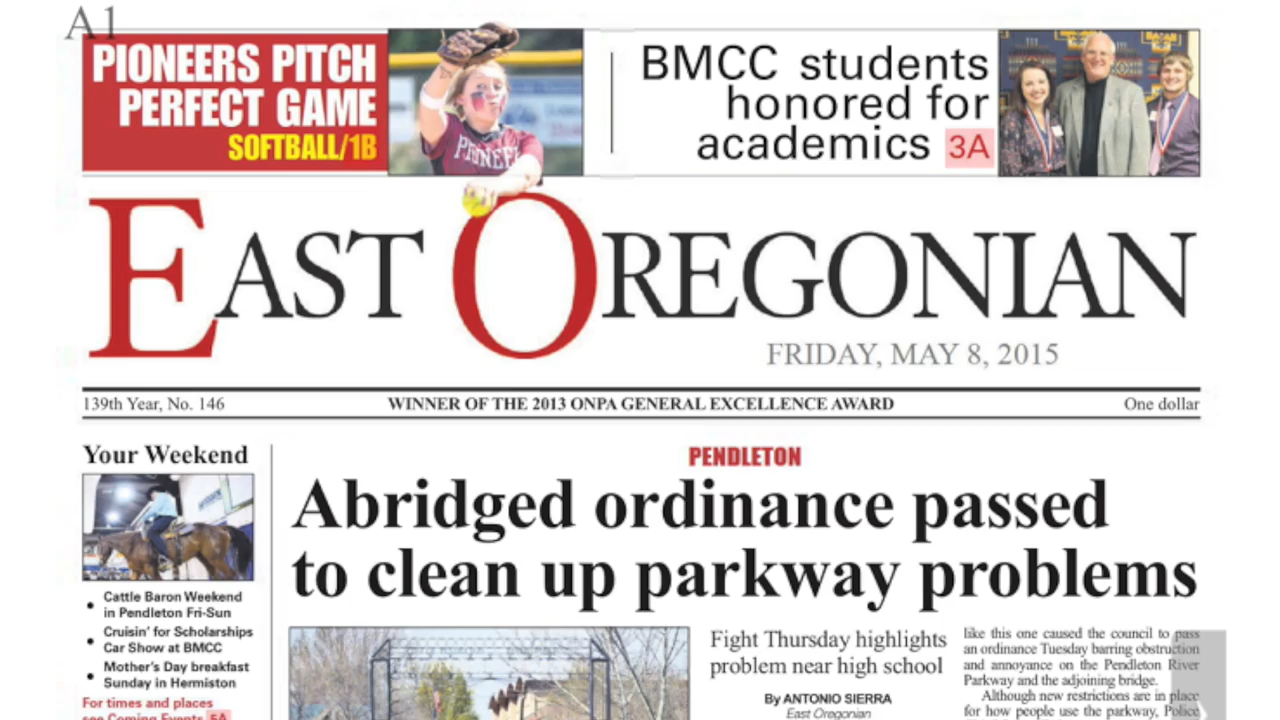 A1
PIONEERS PITCH
PERFECT GAME
SOFTBALL/1B
PIONEER
BMCC students
honored for
academics 3A
EAST OREGONIAN
FRIDAY, MAY 8, 2015
139th Year, No. 146
WINNER OF THE 2013 ONPA GENERAL EXCELLENCE AWARD
One dollar
Your Weekend
• Cattle Baron Weekend
in Pendleton Fri-Sun
• Cruisin' for Scholarships
Car Show at BMCC
• Mother's Day breakfast
Sunday in Hermiston
For times and places
see Coming Events 5A
PENDLETON
Abridged ordinance passed
to clean up parkway problems
Fight Thursday highlights
problem near high school
By ANTONIO SIERRA
East Oregonian
like this one caused the council to pass
an ordinance Tuesday barring obstruction
and annoyance on the Pendleton River
Parkway and the adjoining bridge.
Although new restrictions are in place
for how people use the parkway, Police